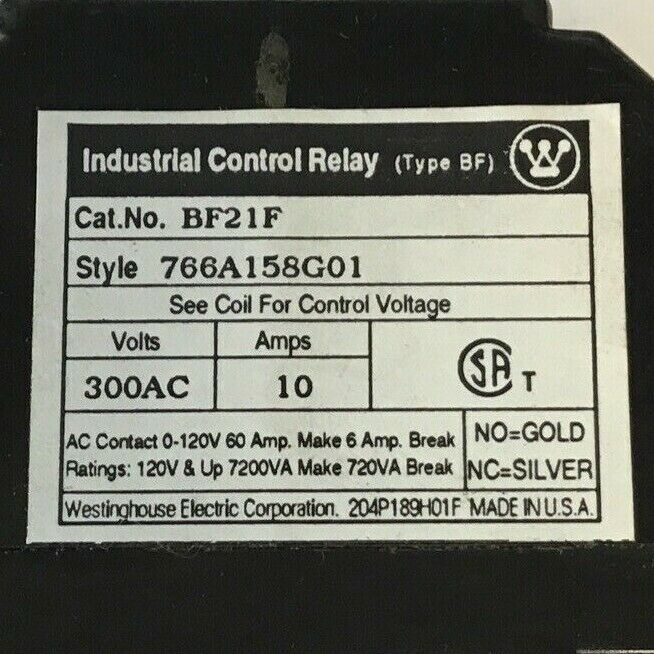 Industrial Control Relay (Type BF) W
Cat.No. BF21F
Style 766A158G01
See Coil For Control Voltage
Volts Amps
300AC 10
SA T
AC Contact 0-120V 60 Amp. Make 6 Amp. Break
Ratings: 120V & Up 7200VA Make 720VA Break
NO=GOLD
NC=SILVER
Westinghouse Electric Corporation. 204P189H01F MADE IN U.S.A.